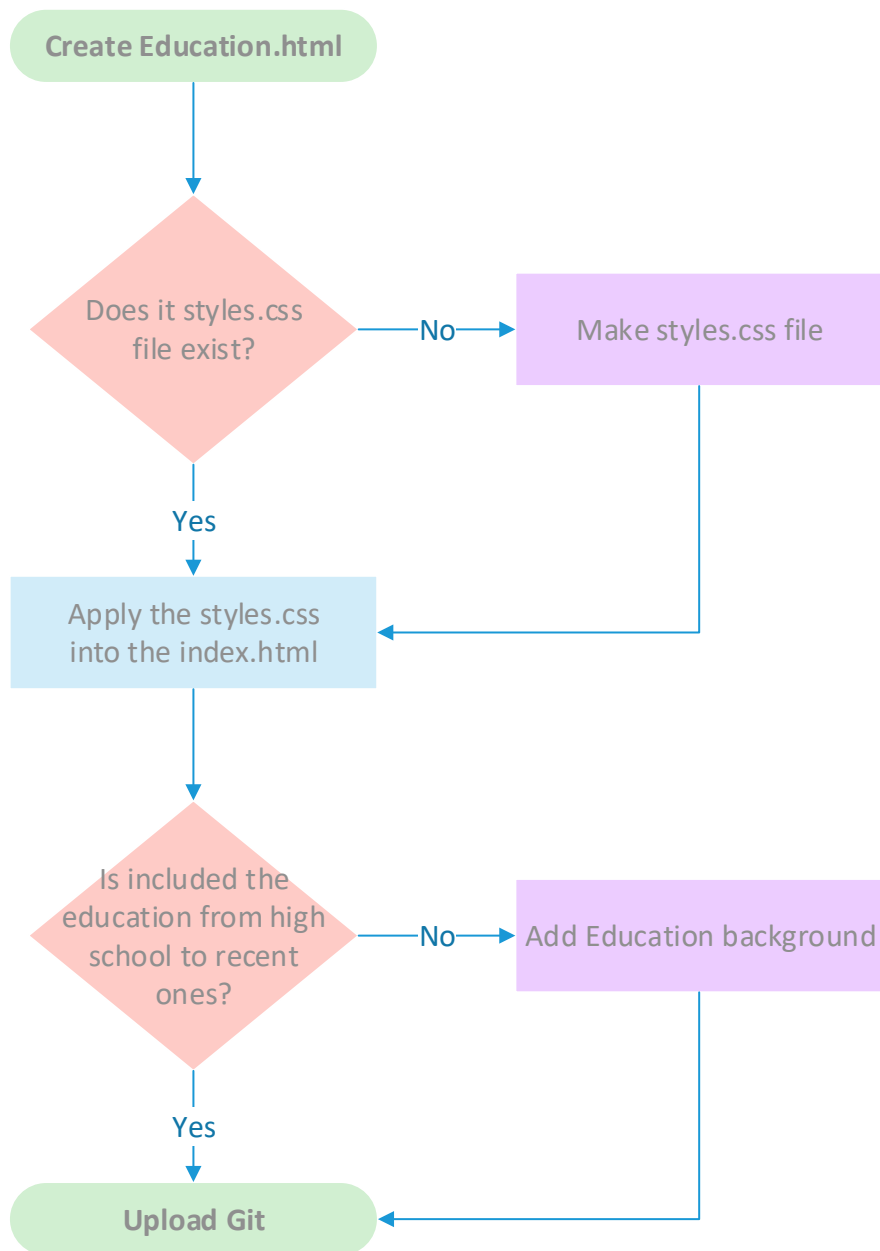 Create Education.html
Does it styles.css
file exist?
No
Make styles.css file
Yes
Apply the styles.css
into the index.html
Is included the
education from high
school to recent
ones?
No
Add Education background
Yes
Upload Git